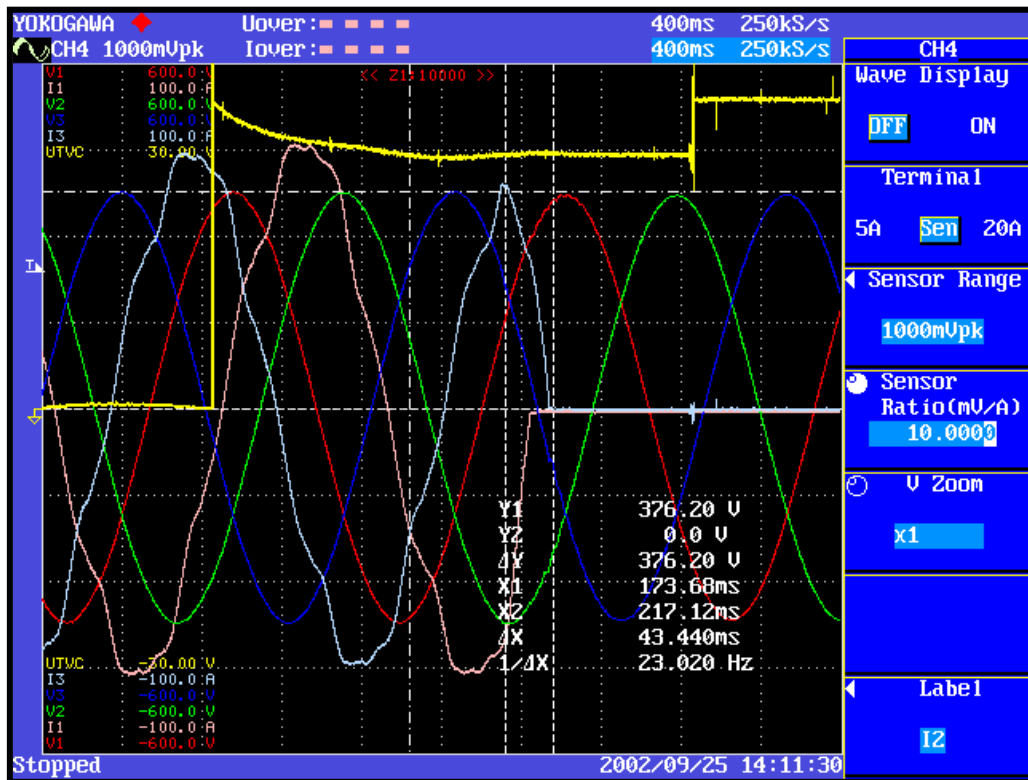 YOKOGAWA Uover: 400ms 250kS/s
CH4 1000mVpk Iover: 400ms 250kS/s
CH4
V1 600.0 V << Z1:10000 >>
I1 100.0 A
V2 600.0 V
V3 600.0 V
I3 100.0 A
UTVC 30.00 V
T
Y1 376.20 V
Y2 0.0 V
ΔY 376.20 V
X1 173.68ms
X2 217.12ms
ΔX 43.440ms
1/ΔX 23.020 Hz
UTVC -30.00 V
I3 -100.0 A
V3 -600.0 V
V2 -600.0 V
I1 -100.0 A
V1 -600.0 V
Wave Display
OFF ON
Terminal
5A Sen 20A
Sensor Range
1000mVpk
Sensor
Ratio(mV/A)
10.0000
V Zoom
x1
Label
I2
Stopped 2002/09/25 14:11:30